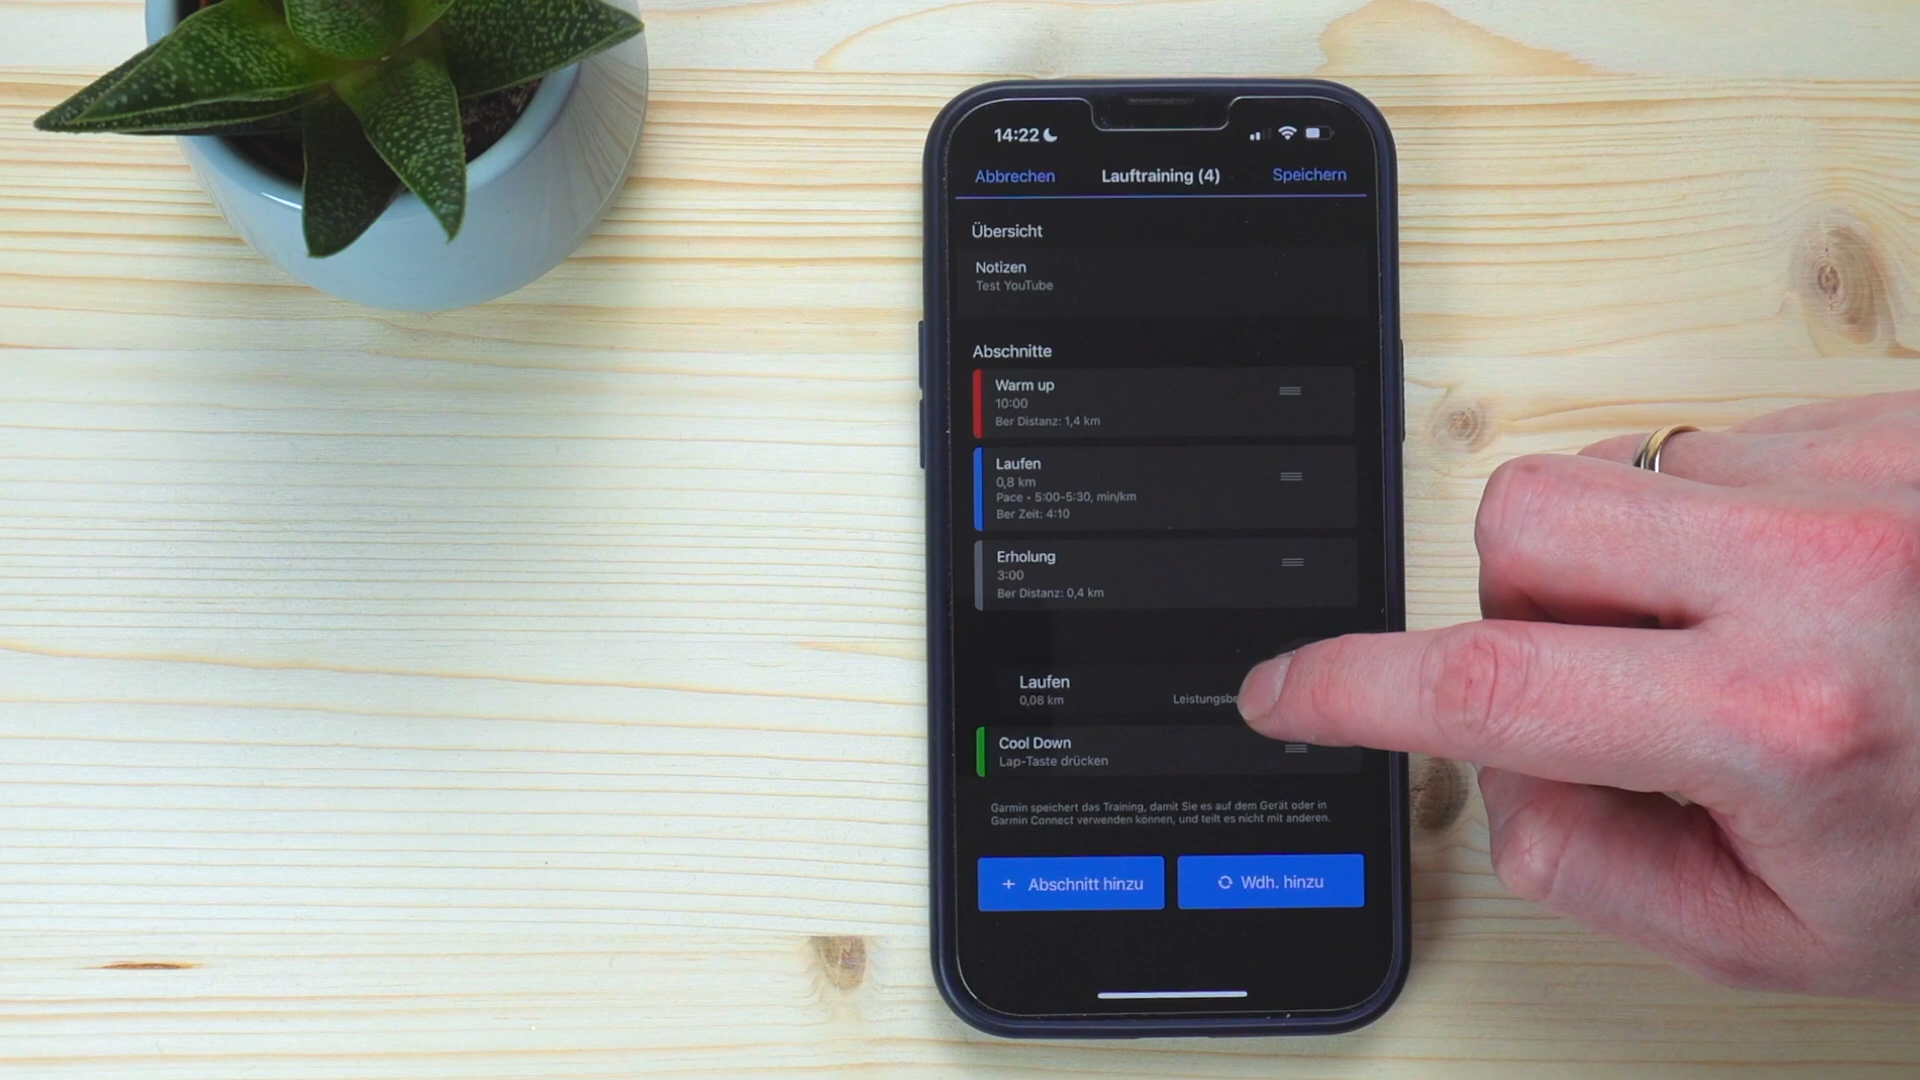 14:22
Abbrechen Lauftraining (4) Speichern
Übersicht
Notizen
Test YouTube
Abschnitte
Warm up
10:00
Ber Distanz: 1,4 km
Laufen
0,8 km
Pace • 5:00-5:30, min/km
Ber Zeit: 4:10
Erholung
3:00
Ber Distanz: 0,4 km
Laufen
0,08 km
Cool Down
Lap-Taste drücken
Garmin speichert das Training, damit Sie es auf dem Gerät oder in
Garmin Connect verwenden können, und teilt es nicht mit anderen.
+ Abschnitt hinzu
Wdh. hinzu